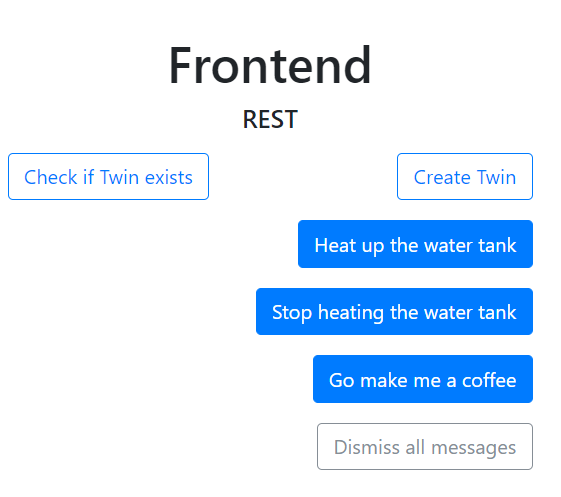 Frontend
REST
Check if Twin exists
Create Twin
Heat up the water tank
Stop heating the water tank
Go make me a coffee
Dismiss all messages